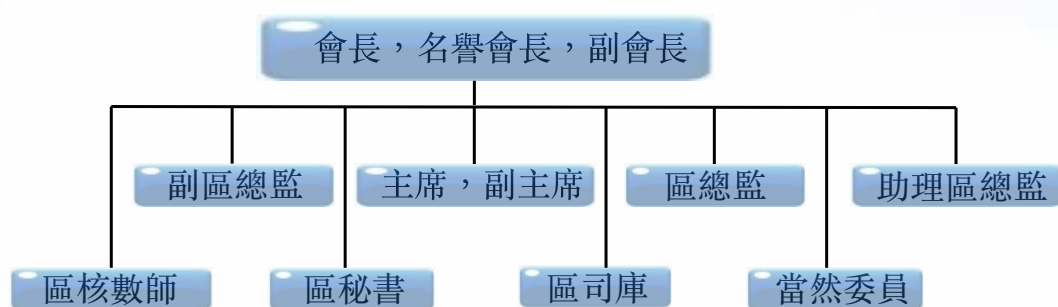 會長，名譽會長，副會長
副區總監
主席，副主席
區總監
助理區總監
區核數師
區秘書
區司庫
當然委員